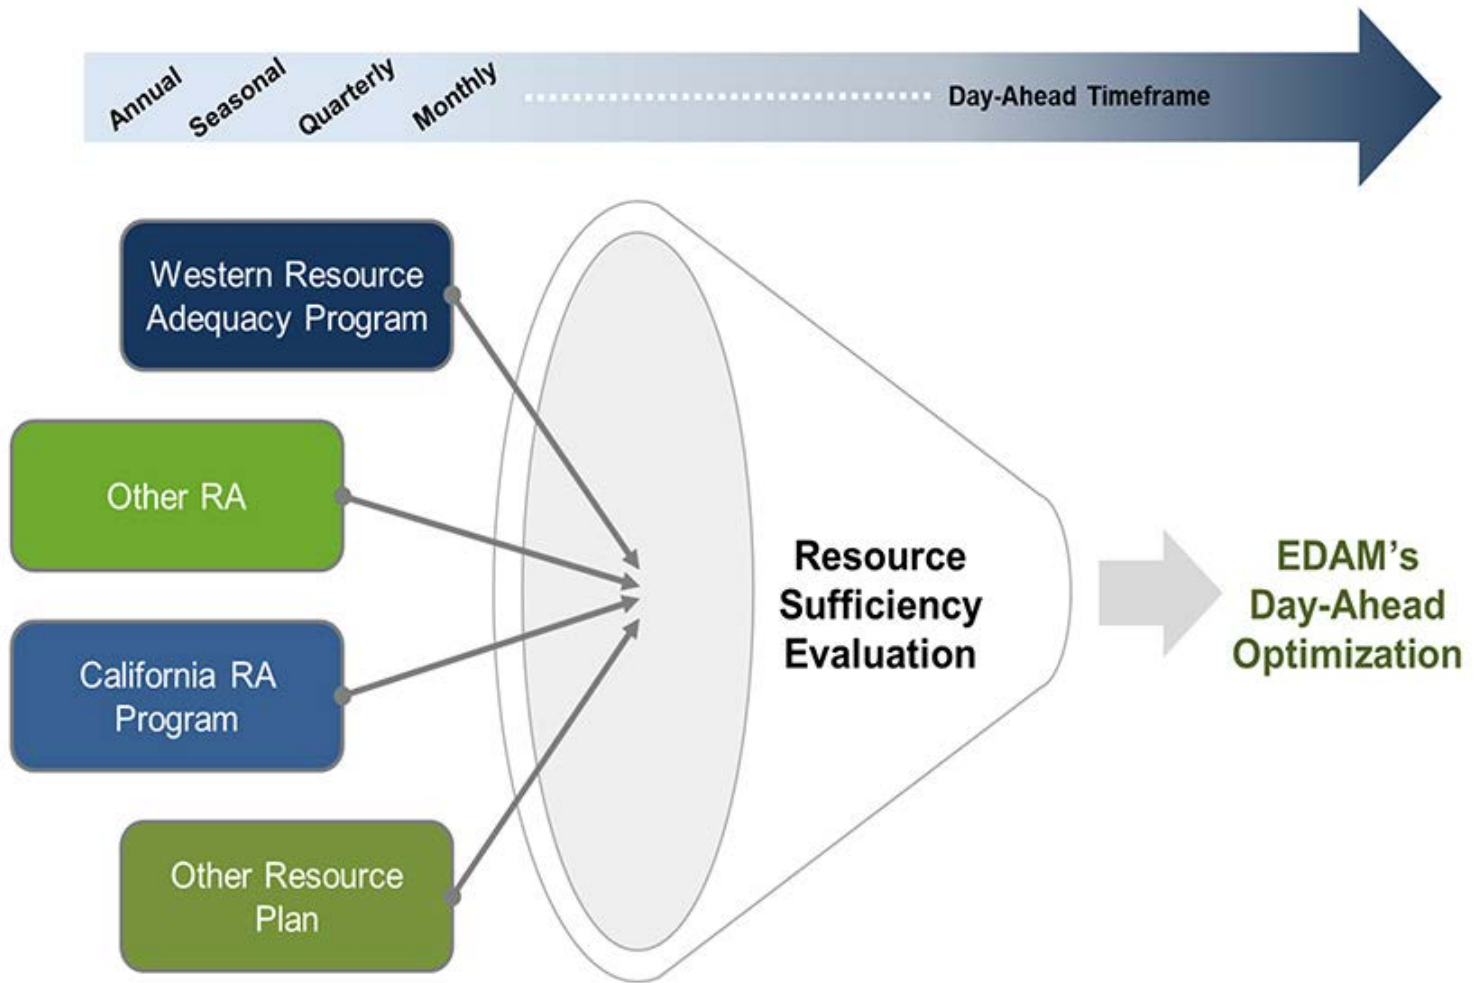 Annual
Seasonal
Quarterly
Monthly
Day-Ahead Timeframe
Western Resource
Adequacy Program
Other RA
California RA
Program
Other Resource
Plan
Resource
Sufficiency
Evaluation
EDAM’s
Day-Ahead
Optimization